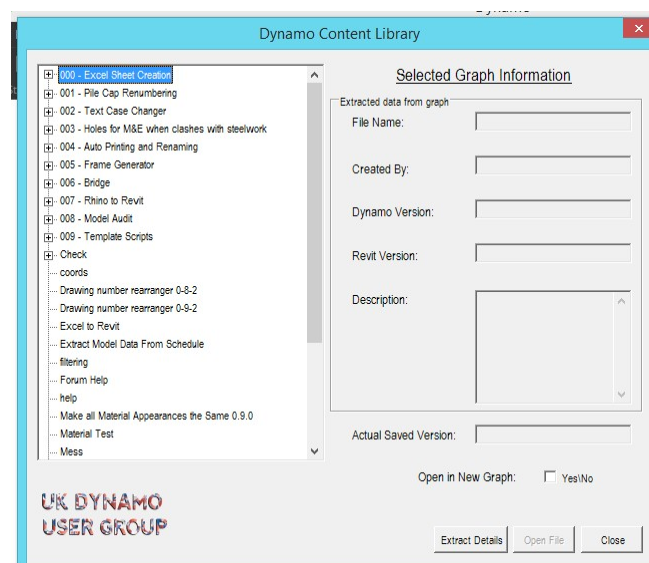 Dynamo Content Library
000 - Excel Sheet Creation
001 - Pile Cap Renumbering
002 - Text Case Changer
003 - Holes for M&E when clashes with steelwork
004 - Auto Printing and Renaming
005 - Frame Generator
006 - Bridge
007 - Rhino to Revit
008 - Model Audit
009 - Template Scripts
Check
coords
Drawing number rearranger 0-8-2
Drawing number rearranger 0-9-2
Excel to Revit
Extract Model Data From Schedule
filtering
Forum Help
help
Make all Material Appearances the Same 0.9.0
Material Test
Mess
UK DYNAMO
USER GROUP
Selected Graph Information
Extracted data from graph
File Name:
Created By:
Dynamo Version:
Revit Version:
Description:
Actual Saved Version:
Open in New Graph:
Yes\No
Extract Details
Open File
Close